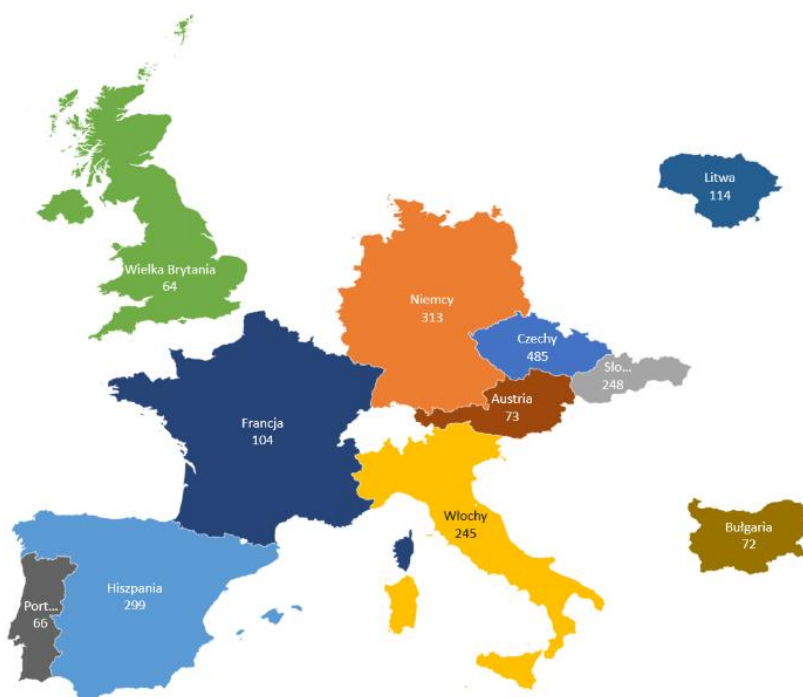 Litwa
114
Wielka Brytania
64
Niemcy
313
Czechy
485
Sło...
248
Austria
73
Francja
104
Włochy
245
Bułgaria
72
Hiszpania
299
Port...
66